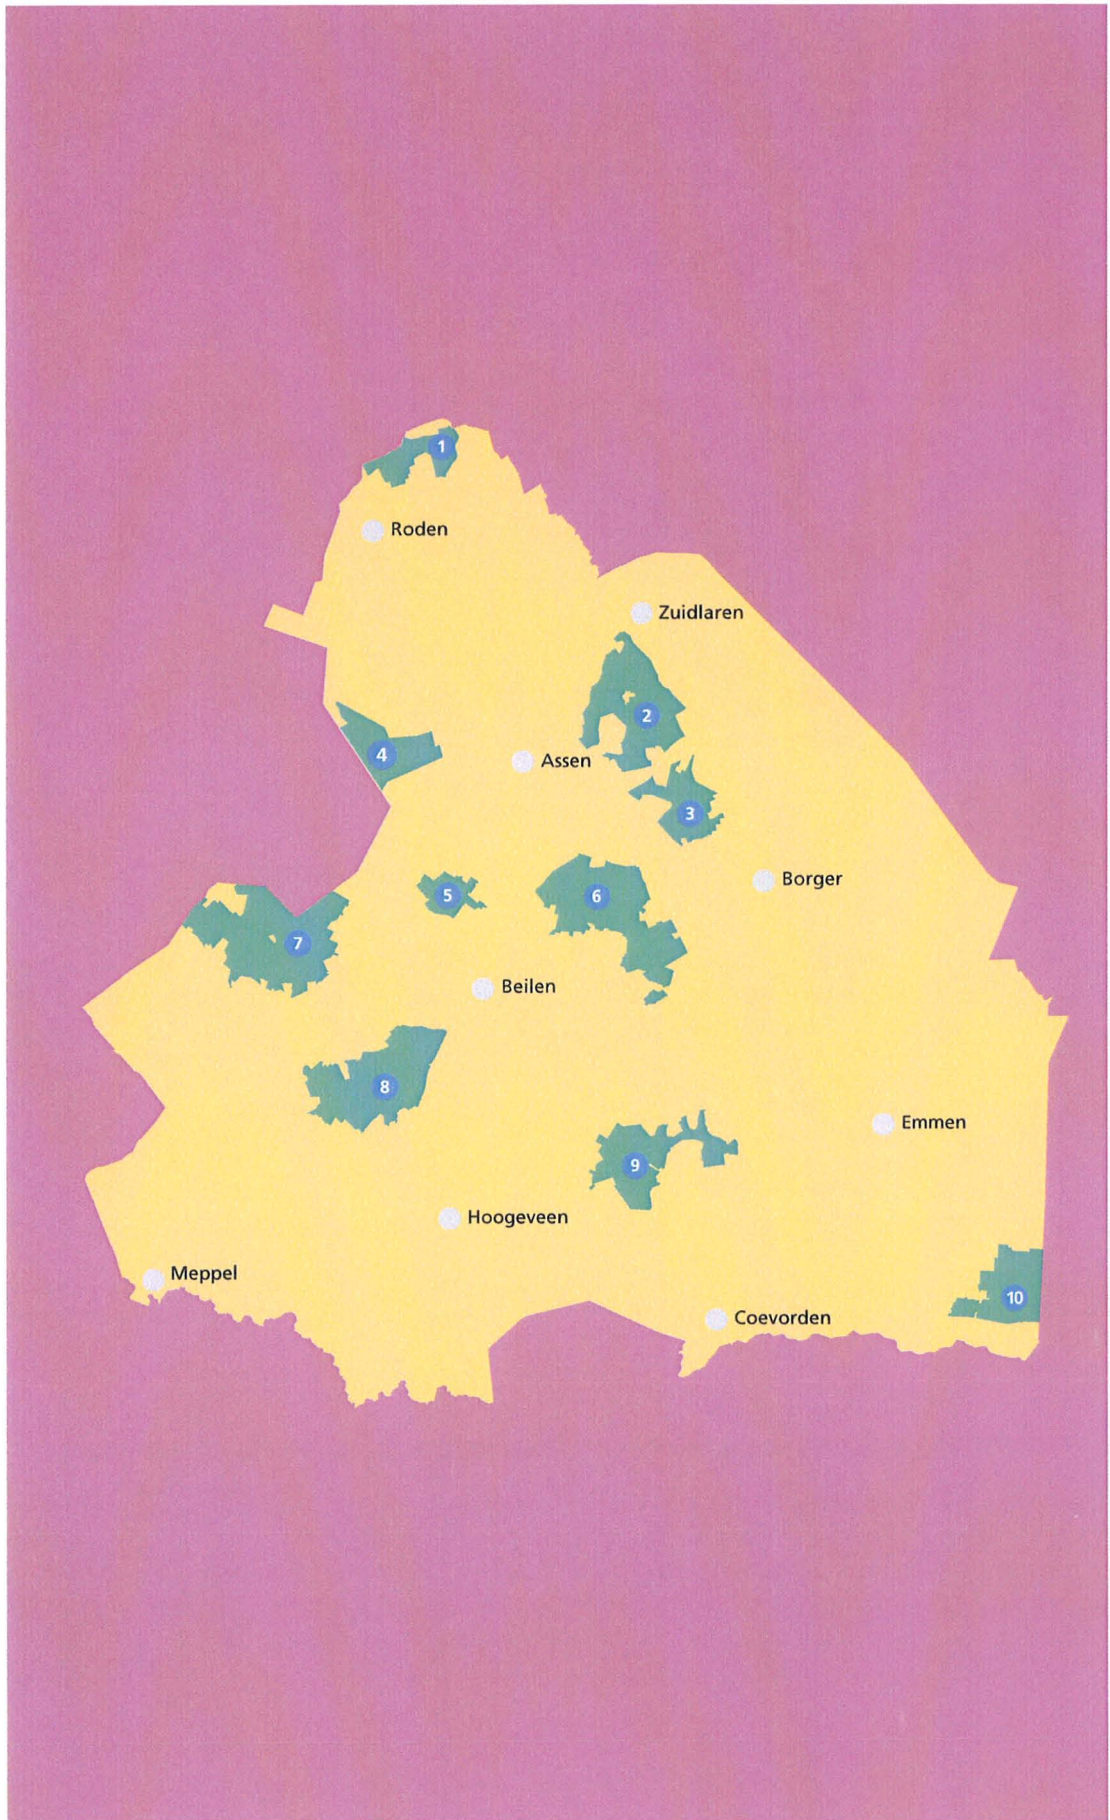 1
Roden
Zuidlaren
2
4
Assen
3
Borger
5
6
7
Beilen
8
Emmen
9
Hoogeveen
Meppel
10
Coevorden